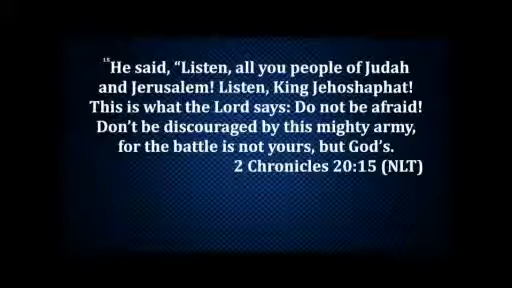 15He said, “Listen, all you people of Judah
and Jerusalem! Listen, King Jehoshaphat!
This is what the Lord says: Do not be afraid!
Don’t be discouraged by this mighty army,
for the battle is not yours, but God’s.
2 Chronicles 20:15 (NLT)